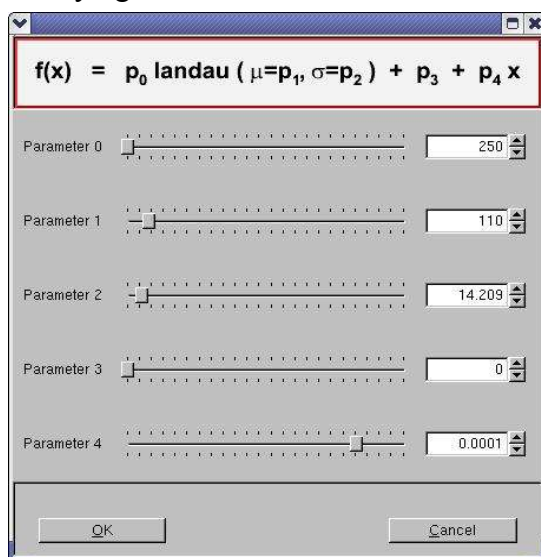 f(x) = p₀ landau ( μ=p₁, σ=p₂ ) + p₃ + p₄ x
Parameter 0 250
Parameter 1 110
Parameter 2 14.209
Parameter 3 0
Parameter 4 0.0001
OK Cancel